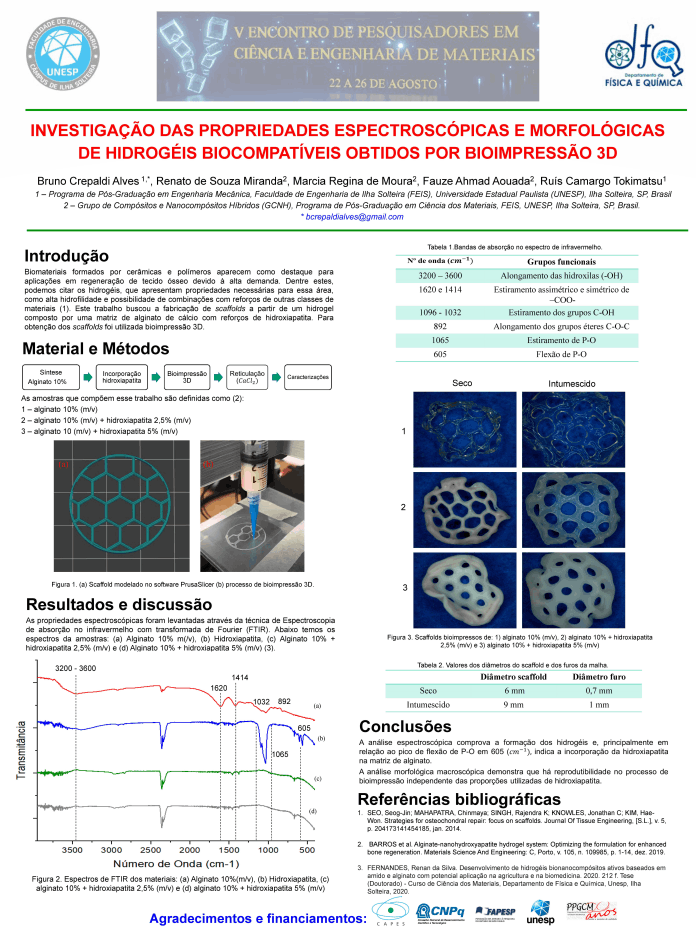 FACULDADE DE ENGENHARIA
UNESP
CÂMPUS DE ILHA SOLTEIRA
V ENCONTRO DE PESQUISADORES EM
CIÊNCIA E ENGENHARIA DE MATERIAIS
22 A 26 DE AGOSTO
dfq
Departamento de
FÍSICA E QUÍMICA
INVESTIGAÇÃO DAS PROPRIEDADES ESPECTROSCÓPICAS E MORFOLÓGICAS
DE HIDROGÉIS BIOCOMPATÍVEIS OBTIDOS POR BIOIMPRESSÃO 3D
Bruno Crepaldi Alves 1,*, Renato de Souza Miranda2, Marcia Regina de Moura2, Fauze Ahmad Aouada2, Ruís Camargo Tokimatsu1
1 – Programa de Pós-Graduação em Engenharia Mecânica, Faculdade de Engenharia de Ilha Solteira (FEIS), Universidade Estadual Paulista (UNESP), Ilha Solteira, SP, Brasil
2 – Grupo de Compósitos e Nanocompósitos Híbridos (GCNH), Programa de Pós-Graduação em Ciência dos Materiais, FEIS, UNESP, Ilha Solteira, SP, Brasil.
* bcrepaldialves@gmail.com
Introdução
Biomateriais formados por cerâmicas e polímeros aparecem como destaque para
aplicações em regeneração de tecido ósseo devido à alta demanda. Dentre estes,
podemos citar os hidrogéis, que apresentam propriedades necessárias para essa área,
como alta hidrofilidade e possibilidade de combinações com reforços de outras classes de
materiais (1). Este trabalho buscou a fabricação de scaffolds a partir de um hidrogel
composto por uma matriz de alginato de cálcio com reforços de hidroxiapatita. Para
obtenção dos scaffolds foi utilizada bioimpressão 3D.
Material e Métodos
Síntese
Alginato 10%
Incorporação
hidroxiapatita
Bioimpressão
3D
Reticulação
(CaCl2)
Caracterizações
As amostras que compõem esse trabalho são definidas como (2):
1 – alginato 10% (m/v)
2 – alginato 10% (m/v) + hidroxiapatita 2,5% (m/v)
3 – alginato 10 (m/v) + hidroxiapatita 5% (m/v)
Figura 1. (a) Scaffold modelado no software PrusaSlicer (b) processo de bioimpressão 3D.
Resultados e discussão
As propriedades espectroscópicas foram levantadas através da técnica de Espectroscopia
de absorção no infravermelho com transformada de Fourier (FTIR). Abaixo temos os
espectros da amostras: (a) Alginato 10% m(/v), (b) Hidroxiapatita, (c) Alginato 10% +
hidroxiapatita 2,5% (m/v) e (d) Alginato 10% + hidroxiapatita 5% (m/v) (3).
3200 - 3600
1620
1414
1032
892
(a)
605
(b)
1065
(c)
(d)
Transmitância
3500 3000 2500 2000 1500 1000 500
Número de Onda (cm-1)
Figura 2. Espectros de FTIR dos materiais: (a) Alginato 10%(m/v), (b) Hidroxiapatita, (c)
alginato 10% + hidroxiapatita 2,5% (m/v) e (d) alginato 10% + hidroxiapatita 5% (m/v)
Tabela 1.Bandas de absorção no espectro de infravermelho.
Nº de onda (cm−1) Grupos funcionais
3200 – 3600 Alongamento das hidroxilas (-OH)
1620 e 1414 Estiramento assimétrico e simétrico de
–COO-
1096 - 1032 Estiramento dos grupos C-OH
892 Alongamento dos grupos éteres C-O-C
1065 Estiramento de P-O
605 Flexão de P-O
Seco Intumescido
1
2
3
Figura 3. Scaffolds bioimpressos de: 1) alginato 10% (m/v), 2) alginato 10% + hidroxiapatita
2,5% (m/v) e 3) alginato 10% + hidroxiapatita 5% (m/v)
Tabela 2. Valores dos diâmetros do scaffold e dos furos da malha.
Diâmetro scaffold Diâmetro furo
Seco 6 mm 0,7 mm
Intumescido 9 mm 1 mm
Conclusões
A análise espectroscópica comprova a formação dos hidrogéis e, principalmente em
relação ao pico de flexão de P-O em 605 (cm−1), indica a incorporação da hidroxiapatita
na matriz de alginato.
A análise morfológica macroscópica demonstra que há reprodutibilidade no processo de
bioimpressão independente das proporções utilizadas de hidroxiapatita.
Referências bibliográficas
1. SEO, Seog-Jin; MAHAPATRA, Chinmaya; SINGH, Rajendra K; KNOWLES, Jonathan C; KIM, Hae-
Won. Strategies for osteochondral repair: focus on scaffolds. Journal Of Tissue Engineering, [S.L.], v. 5,
p. 204173141454185, jan. 2014.
2. BARROS et al. Alginate-nanohydroxyapatite hydrogel system: Optimizing the formulation for enhanced
bone regeneration. Materials Science And Engineering: C, Porto, v. 105, n. 109985, p. 1-14, dez. 2019.
3. FERNANDES, Renan da Silva. Desenvolvimento de hidrogéis bionanocompósitos ativos baseados em
amido e alginato com potencial aplicação na agricultura e na biomedicina. 2020. 212 f. Tese
(Doutorado) - Curso de Ciência dos Materiais, Departamento de Física e Química, Unesp, Ilha
Solteira, 2020.
Agradecimentos e financiamentos:
CAPES
CNPq
FAPESP
unesp
PPGCM
anos